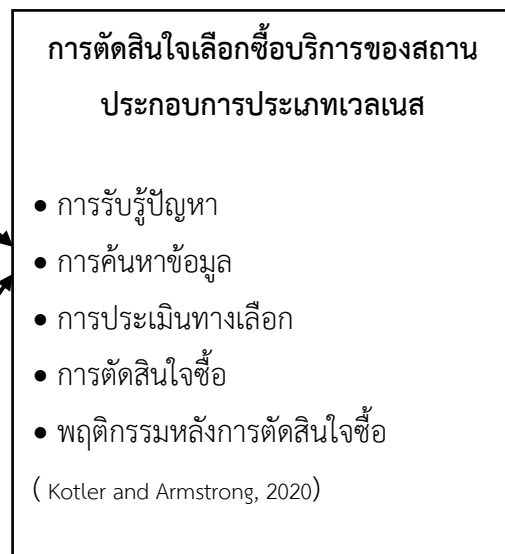 การตัดสินใจเลือกซื้อบริการของสถาน
ประกอบการประเภทเวลเนส
• การรับรู้ปัญหา
• การค้นหาข้อมูล
• การประเมินทางเลือก
• การตัดสินใจซื้อ
• พฤติกรรมหลังการตัดสินใจซื้อ
( Kotler and Armstrong, 2020)